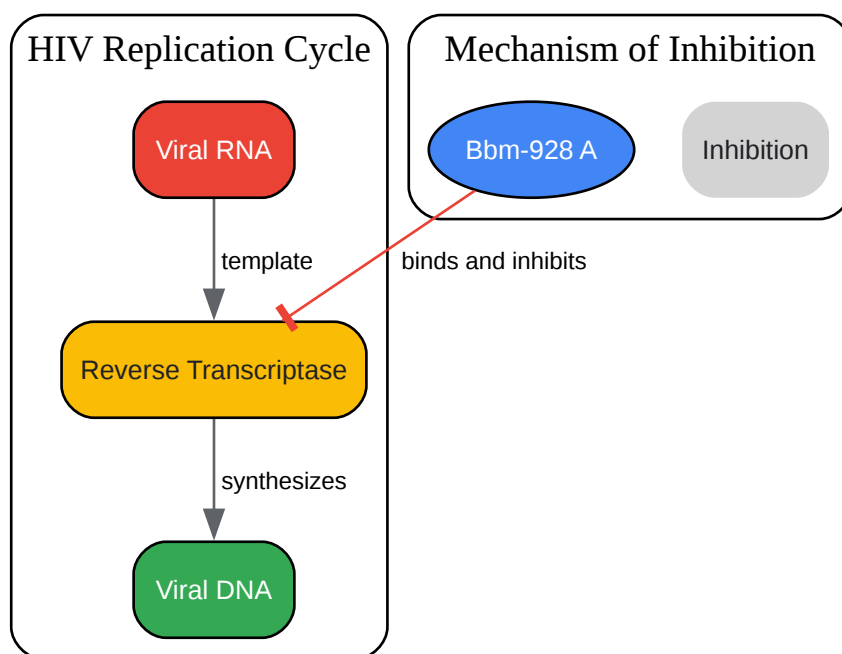 HIV Replication Cycle
Mechanism of Inhibition
Viral RNA
Bbm-928 A
Inhibition
template
binds and inhibits
Reverse Transcriptase
synthesizes
Viral DNA